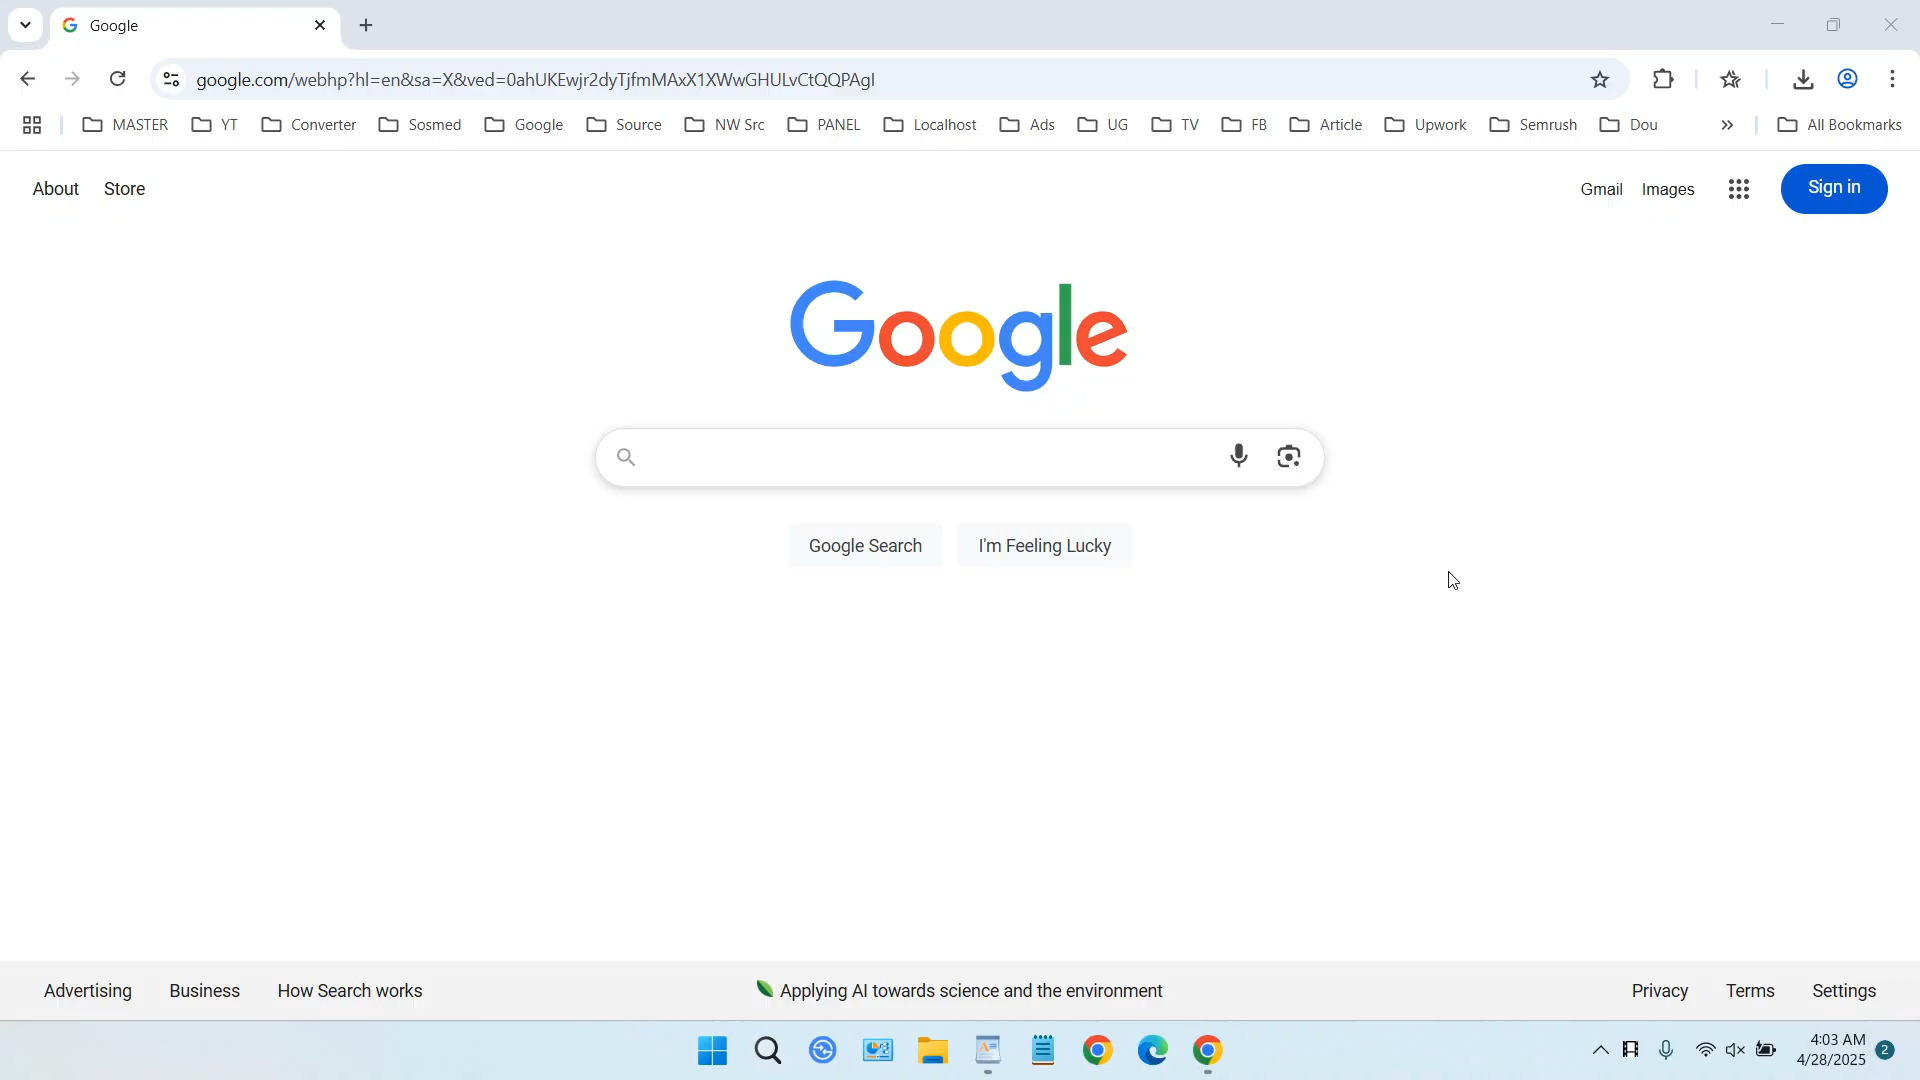 Google
google.com/webhp?hl=en&sa=X&ved=0ahUKEwjr2dyTjfmMAxX1XWwGHULvCtQQPAgI
MASTER YT Converter Sosmed Google Source NW Src PANEL Localhost Ads UG TV FB Article Upwork Semrush Dou All Bookmarks
About Store Gmail Images Sign in
Google
Google Search I'm Feeling Lucky
Advertising Business How Search works Applying AI towards science and the environment Privacy Terms Settings
4:03 AM
4/28/2025 2